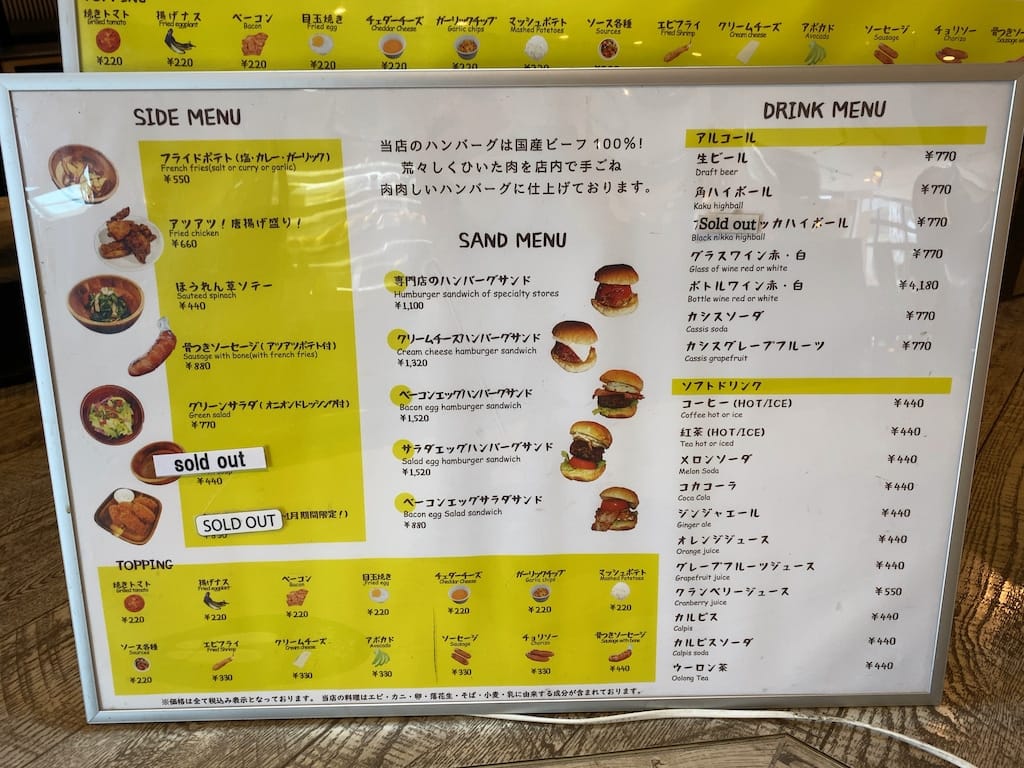 TOPPING
焼きトマト
Grilled tomato
¥220
揚げナス
Fried eggplant
¥220
ベーコン
Bacon
¥220
目玉焼き
Fried egg
¥220
チェダーチーズ
Cheddar Cheese
¥220
ガーリックチップ
Garlic chips
¥220
マッシュポテト
Mashed Potatoes
¥220
ソース各種
Sources
エビフライ
Fried Shrimp
クリームチーズ
Cream cheese
アボカド
Avocado
ソーセージ
Sausage
チョリソー
Chorizo
骨つきソー
Sausage wi
SIDE MENU
フライドポテト(塩・カレー・ガーリック)
French fries(salt or curry or garlic)
¥550
アツアツ!唐揚げ盛り!
Fried chicken
¥660
ほうれん草ソテー
Sauteed spinach
¥440
骨つきソーセージ(アツアツポテト付)
Sausage with bone(with french fries)
¥880
グリーンサラダ(オニオンドレッシング付)
Green salad
¥770
sold out
¥440
SOLD OUT
月期間限定!)
当店のハンバーグは国産ビーフ100%!
荒々しくひいた肉を店内で手ごね
肉肉しいハンバーグに仕上げております。
SAND MENU
専門店のハンバーグサンド
Humburger sandwich of specialty stores
¥1,100
クリームチーズハンバーグサンド
Cream cheese hamburger sandwich
¥1,320
ベーコンエッグハンバーグサンド
Bacon egg hamburger sandwich
¥1,520
サラダエッグハンバーグサンド
Salad egg hamburger sandwich
¥1,520
ベーコンエッグサラダサンド
Bacon egg Salad sandwich
¥880
DRINK MENU
アルコール
生ビール ¥770
Draft beer
角ハイボール ¥770
Kaku highball
Sold out ッカハイボール ¥770
Black nikka highball
グラスワイン赤・白 ¥770
Glass of wine red or white
ボトルワイン赤・白 ¥4,180
Bottle wine red or white
カシスソーダ ¥770
Cassis soda
カシスグレープフルーツ ¥770
Cassis grapefruit
ソフトドリンク
コーヒー(HOT/ICE) ¥440
Coffee hot or ice
紅茶(HOT/ICE) ¥440
Tea hot or iced
メロンソーダ ¥440
Melon Soda
コカコーラ ¥440
Coca Cola
ジンジャエール ¥440
Ginger ale
オレンジジュース ¥440
Orange juice
グレープフルーツジュース ¥440
Grapefruit juice
クランベリージュース ¥550
Cranberry juice
カルピス ¥440
Calpis
カルピスソーダ ¥440
Calpis soda
ウーロン茶 ¥440
Oolong Tea
TOPPING
焼きトマト
Grilled tomato
¥220
揚げナス
Fried eggplant
¥220
ベーコン
Bacon
¥220
目玉焼き
Fried egg
¥220
チェダーチーズ
Cheddar Cheese
¥220
ガーリックチップ
Garlic chips
¥220
マッシュポテト
Mashed Potatoes
¥220
ソース各種
Sources
¥220
エビフライ
Fried Shrimp
¥330
クリームチーズ
Cream cheese
¥330
アボカド
Avocado
¥330
ソーセージ
Sausage
¥330
チョリソー
Chorizo
¥330
骨つきソーセージ
Sausage with bone
¥440
※価格は全て税込み表示となっております。 当店の料理はエビ・カニ・卵・落花生・そば・小麦・乳に由来する成分が含まれております。